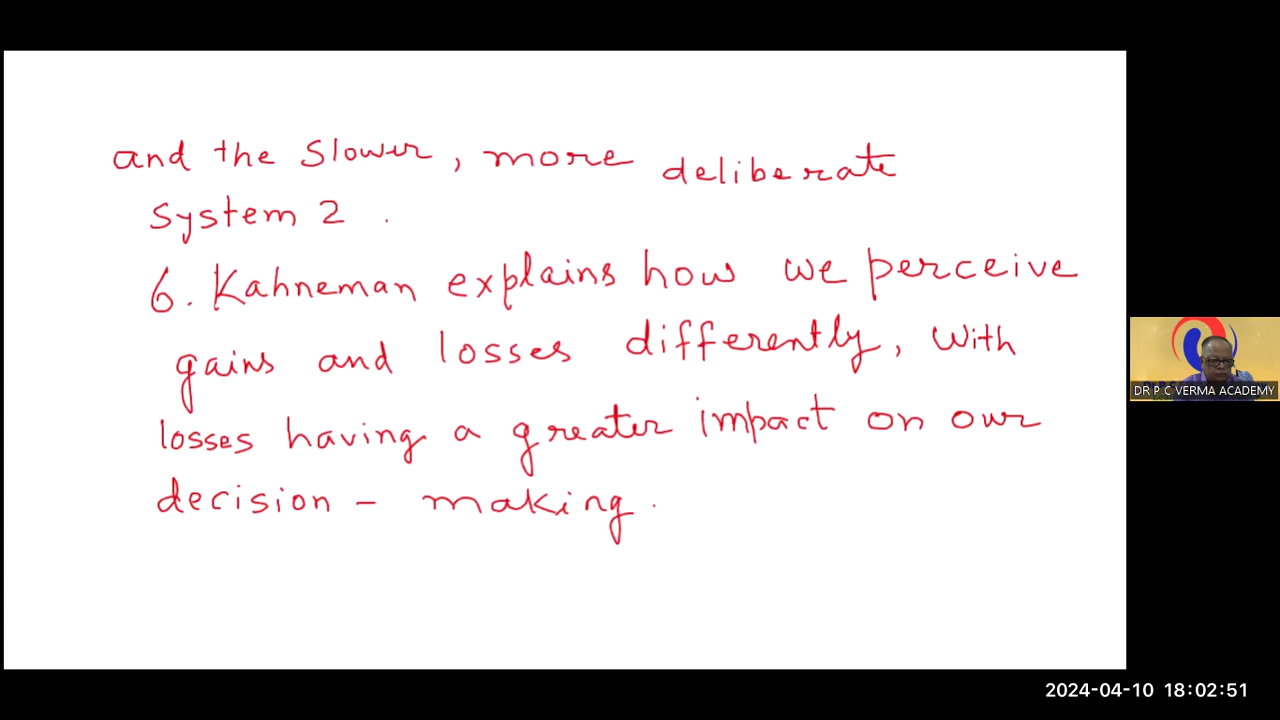 and the slower, more deliberate
system 2.
6. Kahneman explains how we perceive
gains and losses differently, with
losses having a greater impact on our
decision - making.
DR P C VERMA ACADEMY
2024-04-10 18:02:51